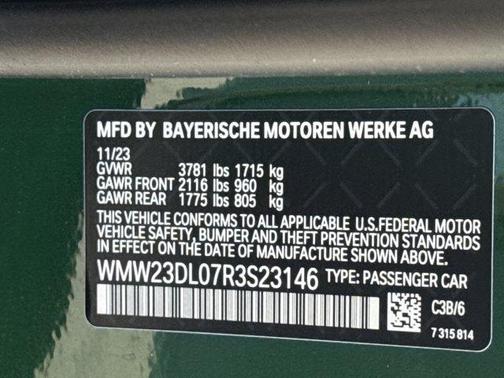 MFD BY BAYERISCHE MOTOREN WERKE AG
11/23
GVWR 3781 lbs 1715 kg
GAWR FRONT 2116 lbs 960 kg
GAWR REAR 1775 lbs 805 kg
THIS VEHICLE CONFORMS TO ALL APPLICABLE U.S.FEDERAL MOTOR
VEHICLE SAFETY, BUMPER AND THEFT PREVENTION STANDARDS
IN EFFECT ON THE DATE OF MANUFACTURE SHOWN ABOVE.
WMW23DL07R3S23146 TYPE: PASSENGER CAR
C3B/6
7 315 814